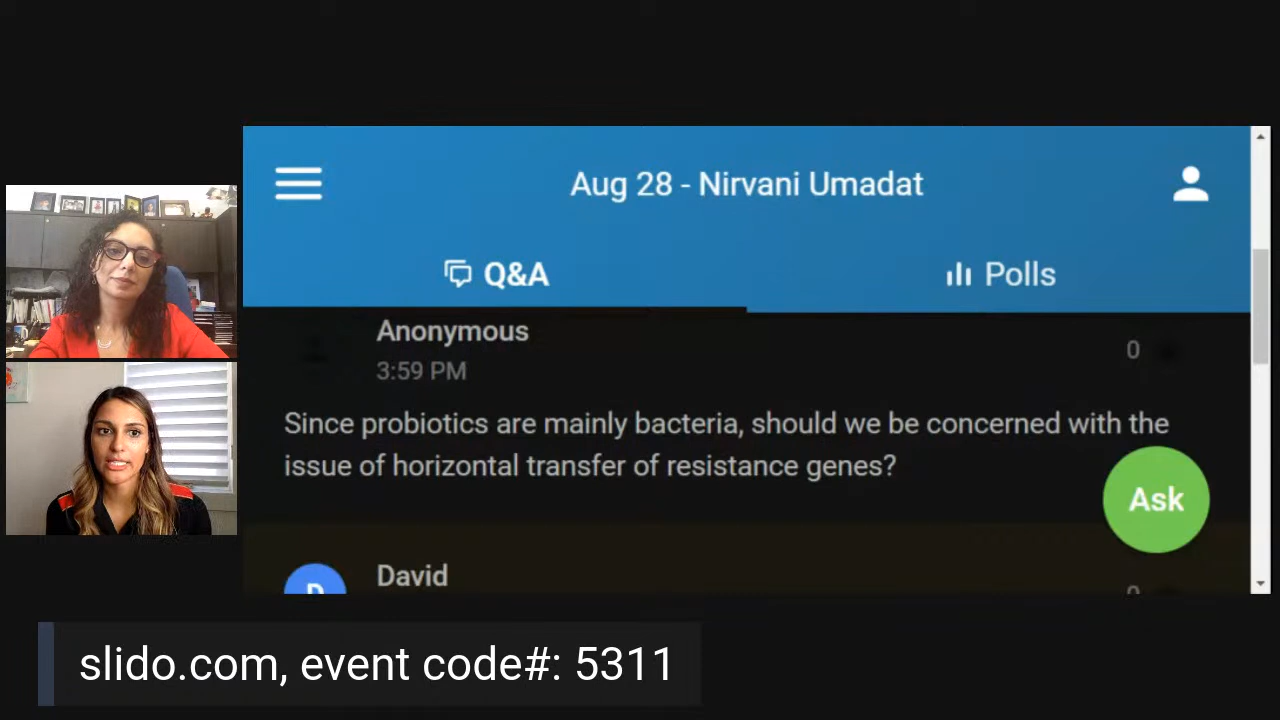 Aug 28 - Nirvani Umadat
Q&A
Polls
Anonymous
0
3:59 PM
Since probiotics are mainly bacteria, should we be concerned with the
issue of horizontal transfer of resistance genes?
Ask
D
David
0
slido.com, event code#: 5311